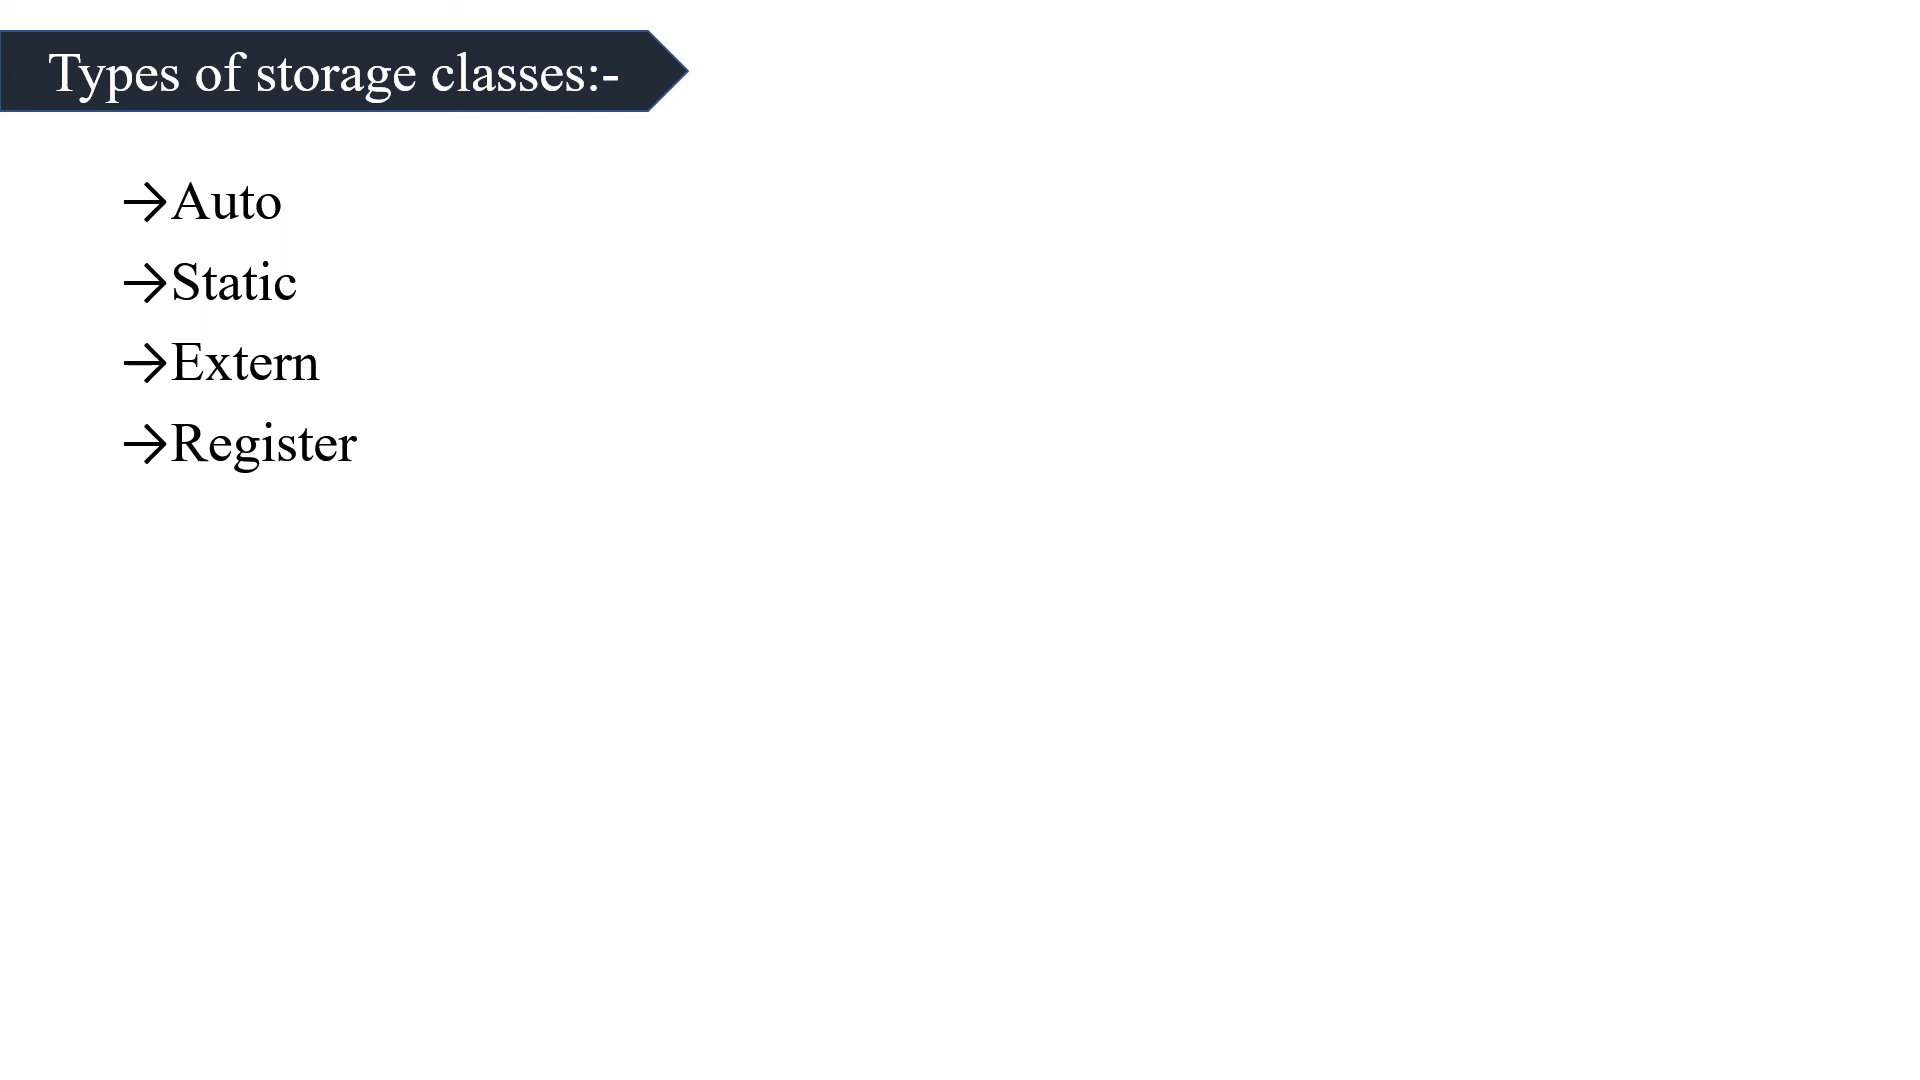 Types of storage classes:-
→Auto
→Static
→Extern
→Register